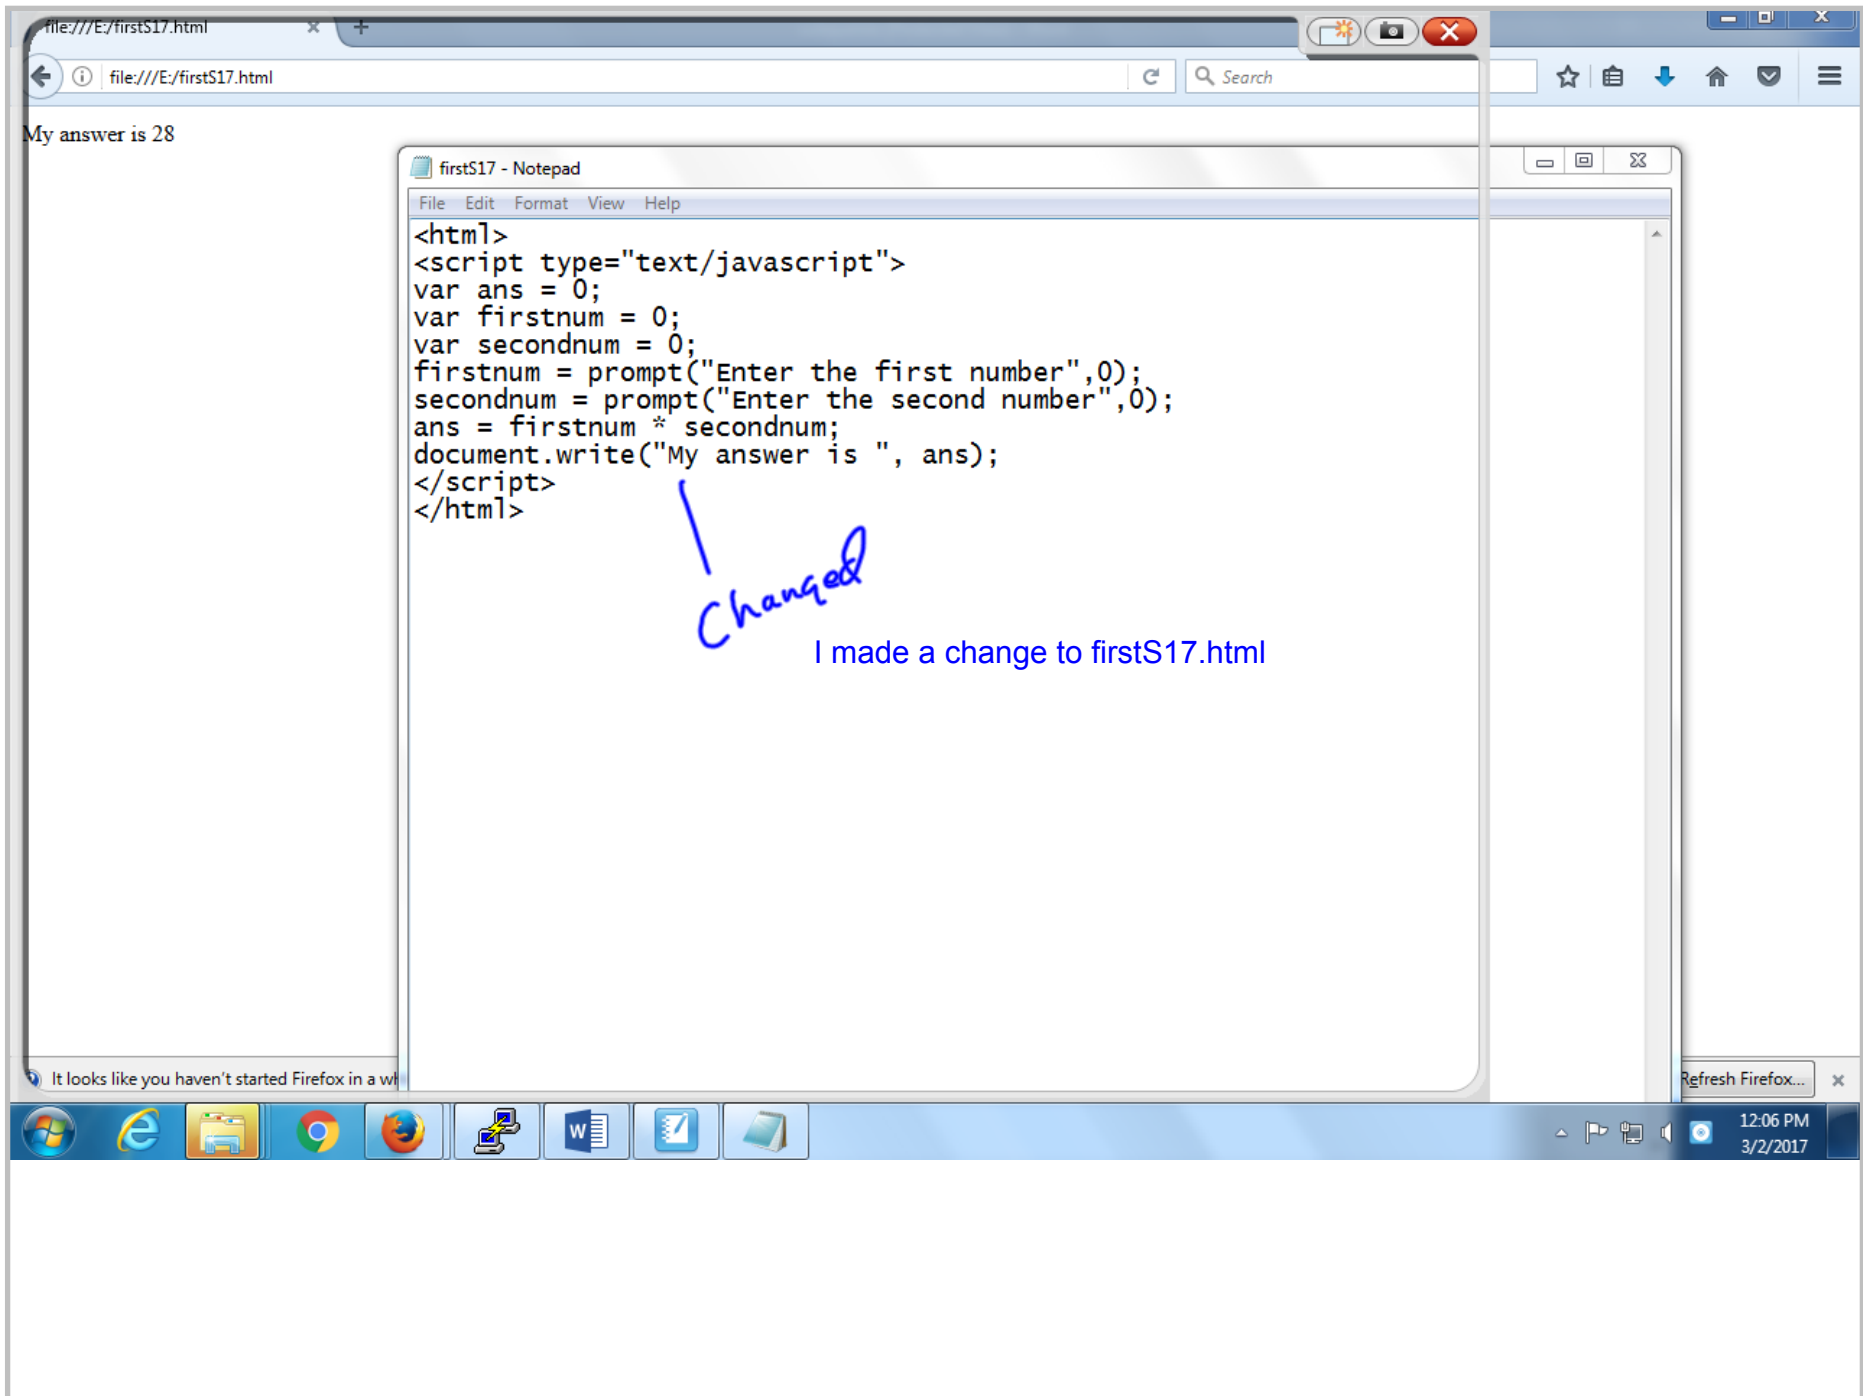 file:///E:/firstS17.html
file:///E:/firstS17.html
Search
My answer is 28
firstS17 - Notepad
File Edit Format View Help
<html>
<script type="text/javascript">
var ans = 0;
var firstnum = 0;
var secondnum = 0;
firstnum = prompt("Enter the first number",0);
secondnum = prompt("Enter the second number",0);
ans = firstnum * secondnum;
document.write("My answer is ", ans);
</script>
</html>
Changed
I made a change to firstS17.html
It looks like you haven't started Firefox in a wh
Refresh Firefox...
12:06 PM
3/2/2017